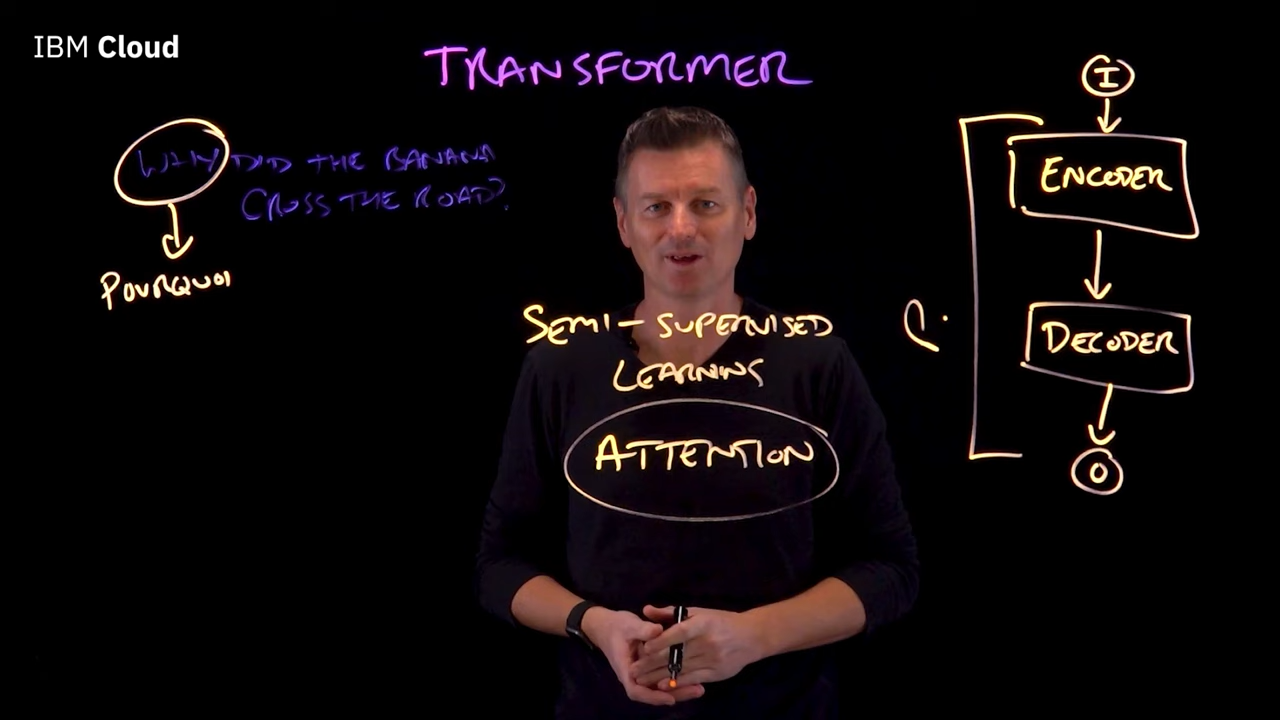 IBM Cloud
TRANSFORMER
WHY DID THE BANANA
CROSS THE ROAD?
POURQUOI
SEMI-SUPERVISED
LEARNING
ATTENTION
I
ENCODER
DECODER
O